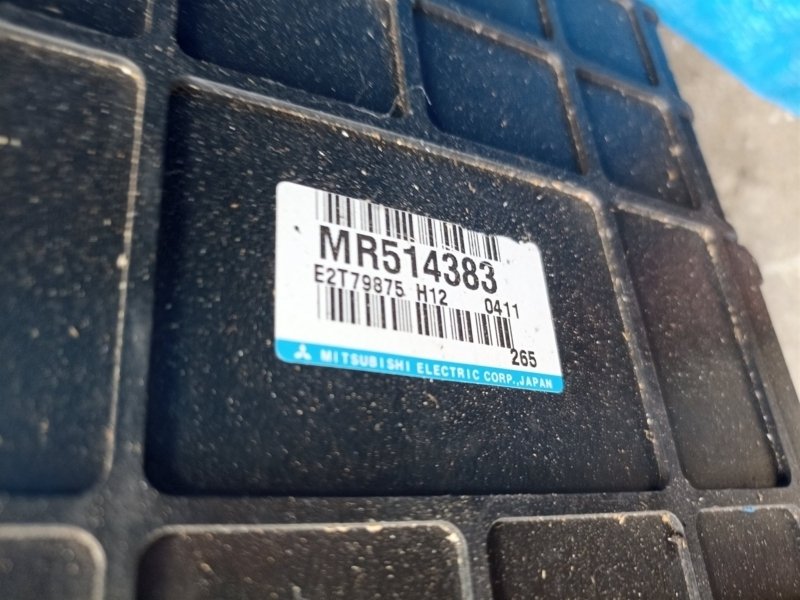 MR514383
E2T79875 H12 0411
265
MITSUBISHI ELECTRIC CORP., JAPAN